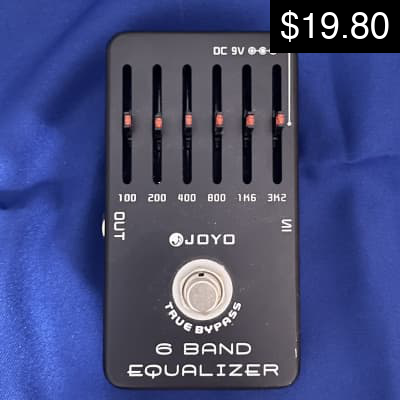 $19.80
DC 9V
100 200 400 800 1K6 3K2
OUT
IN
JOYO
TRUE BYPASS
6 BAND
EQUALIZER